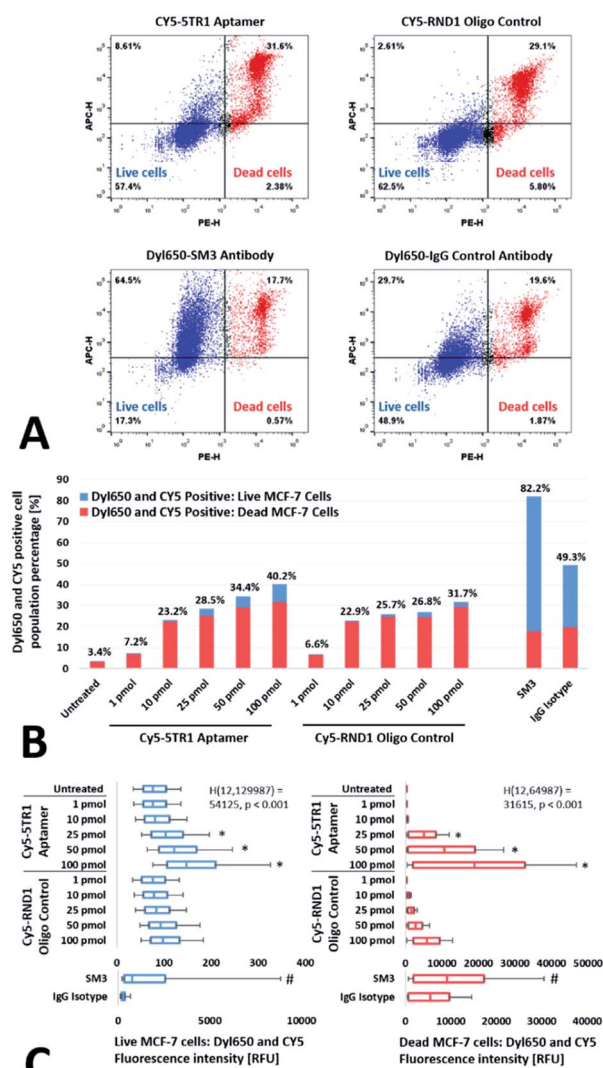 CY5-5TR1 Aptamer
CY5-RND1 Oligo Control
8.61%
31.6%
2.61%
29.1%
APC-H
APC-H
Live cells
Dead cells
Live cells
Dead cells
57.4%
2.38%
62.5%
5.80%
PE-H
PE-H
Dyl650-SM3 Antibody
Dyl650-IgG Control Antibody
64.5%
17.7%
29.7%
19.6%
APC-H
APC-H
Live cells
Dead cells
Live cells
Dead cells
17.3%
0.57%
48.9%
1.87%
PE-H
PE-H
A
Dyl650 and CY5 positive cell
population percentage [%]
90
80
70
60
50
40
30
20
10
0
Dyl650 and CY5 Positive: Live MCF-7 Cells
Dyl650 and CY5 Positive: Dead MCF-7 Cells
3.4%
7.2%
23.2%
28.5%
34.4%
40.2%
6.6%
22.9%
25.7%
26.8%
31.7%
82.2%
49.3%
Untreated
1 pmol
10 pmol
25 pmol
50 pmol
100 pmol
1 pmol
10 pmol
25 pmol
50 pmol
100 pmol
SM3
IgG Isotype
Cy5-5TR1 Aptamer
Cy5-RND1 Oligo Control
B
Cy5-5TR1
Aptamer
Cy5-RND1
Oligo Control
Untreated
1 pmol
10 pmol
25 pmol
50 pmol
100 pmol
1 pmol
10 pmol
25 pmol
50 pmol
100 pmol
H(12,129987) =
54125, p < 0.001
*
*
*
0 100 200 300 400
SM3
IgG Isotype
#
0 5000 10000
Live MCF-7 cells: Dyl650 and CY5
Fluorescence intensity [RFU]
Cy5-5TR1
Aptamer
Cy5-RND1
Oligo Control
Untreated
1 pmol
10 pmol
25 pmol
50 pmol
100 pmol
1 pmol
10 pmol
25 pmol
50 pmol
100 pmol
H(12,64987) =
31615, p < 0.001
*
*
*
0 10000 20000 30000 40000 50000
SM3
IgG Isotype
#
0 10000 20000 30000 40000
Dead MCF-7 cells: Dyl650 and CY5
Fluorescence intensity [RFU]
C